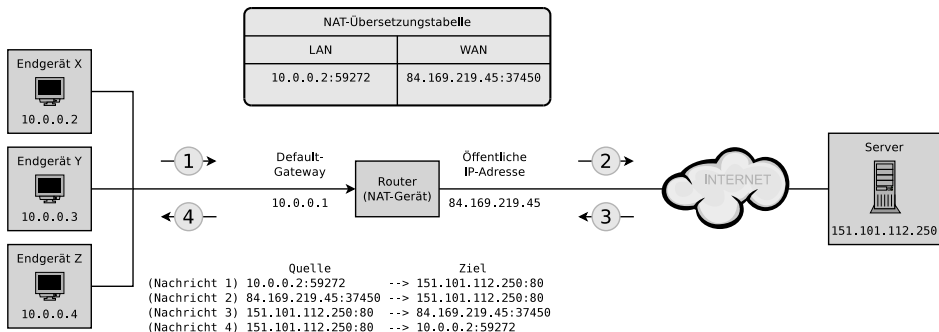 NAT-Übersetzungstabelle
LAN WAN
10.0.0.2:59272 84.169.219.45:37450
Endgerät X
10.0.0.2
Endgerät Y
10.0.0.3
Endgerät Z
10.0.0.4
1
4
Default-
Gateway
10.0.0.1
Router
(NAT-Gerät)
Öffentliche
IP-Adresse
84.169.219.45
2
3
INTERNET
Server
151.101.112.250
Quelle Ziel
(Nachricht 1) 10.0.0.2:59272 --> 151.101.112.250:80
(Nachricht 2) 84.169.219.45:37450 --> 151.101.112.250:80
(Nachricht 3) 151.101.112.250:80 --> 84.169.219.45:37450
(Nachricht 4) 151.101.112.250:80 --> 10.0.0.2:59272